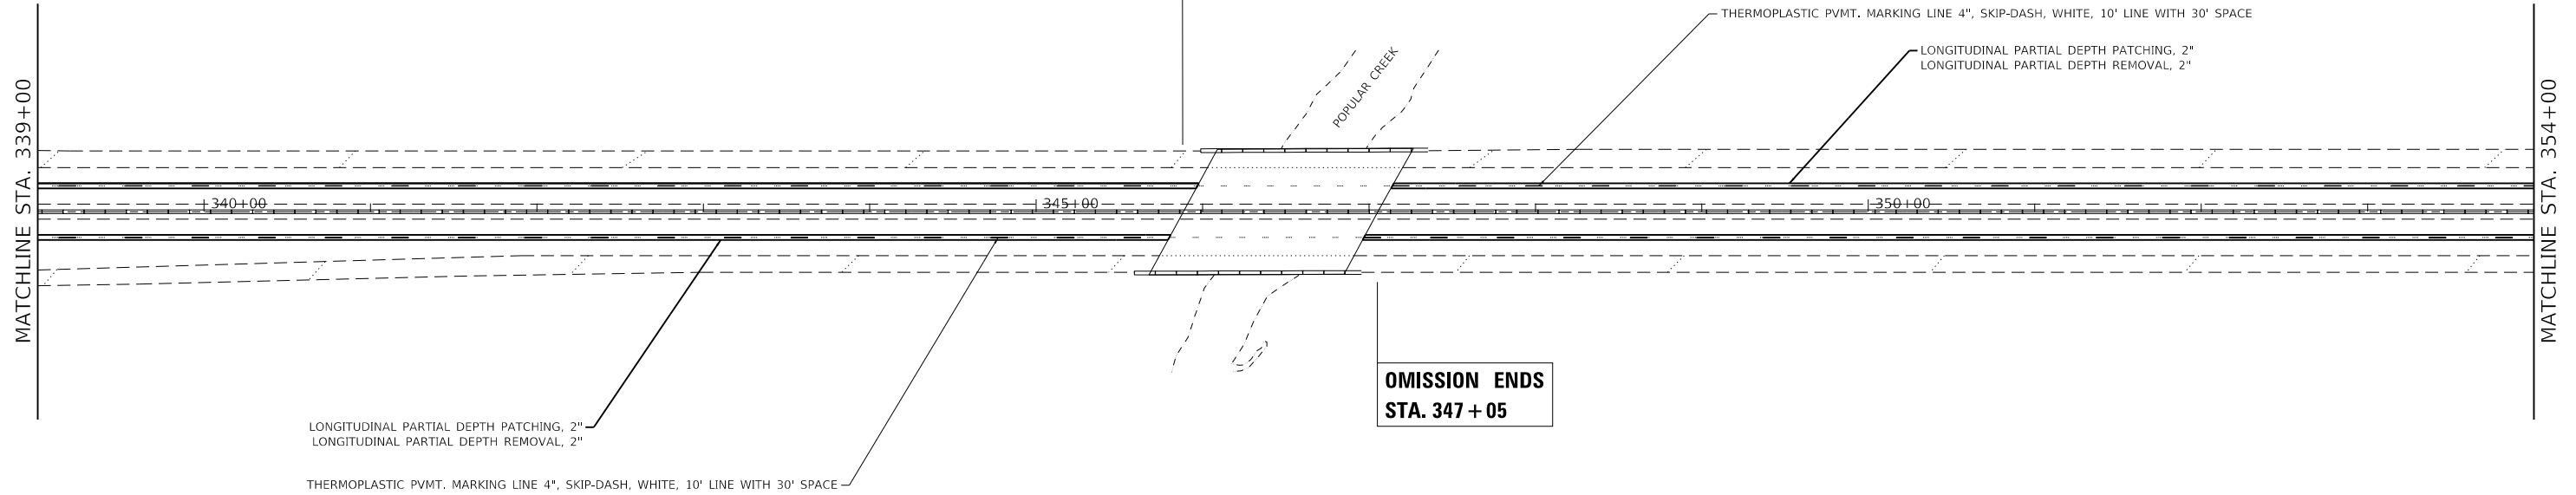 THERMOPLASTIC PVMT. MARKING LINE 4", SKIP-DASH, WHITE, 10' LINE WITH 30' SPACE
LONGITUDINAL PARTIAL DEPTH PATCHING, 2"
LONGITUDINAL PARTIAL DEPTH REMOVAL, 2"
POPULAR CREEK
MATCHLINE STA. 339+00
MATCHLINE STA. 354+00
340+00
345+00
350+00
OMISSION ENDS
STA. 347+05
LONGITUDINAL PARTIAL DEPTH PATCHING, 2"
LONGITUDINAL PARTIAL DEPTH REMOVAL, 2"
THERMOPLASTIC PVMT. MARKING LINE 4", SKIP-DASH, WHITE, 10' LINE WITH 30' SPACE